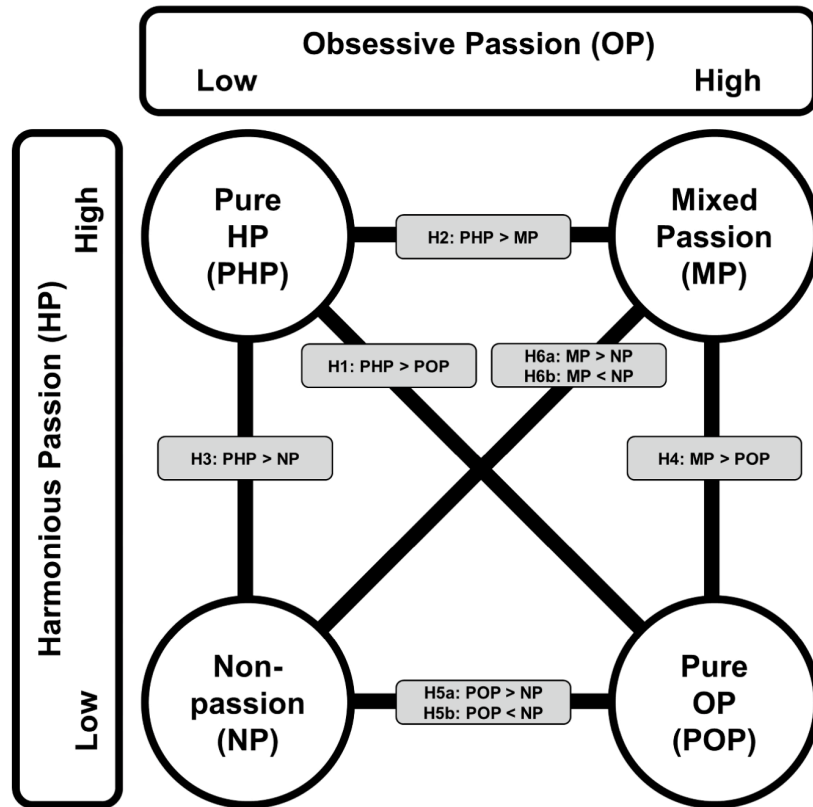 Obsessive Passion (OP)
Low
High
Harmonious Passion (HP)
High
Low
Pure
HP
(PHP)
H2: PHP > MP
Mixed
Passion
(MP)
H1: PHP > POP
H6a: MP > NP
H6b: MP < NP
H3: PHP > NP
H4: MP > POP
Non-
passion
(NP)
H5a: POP > NP
H5b: POP < NP
Pure
OP
(POP)